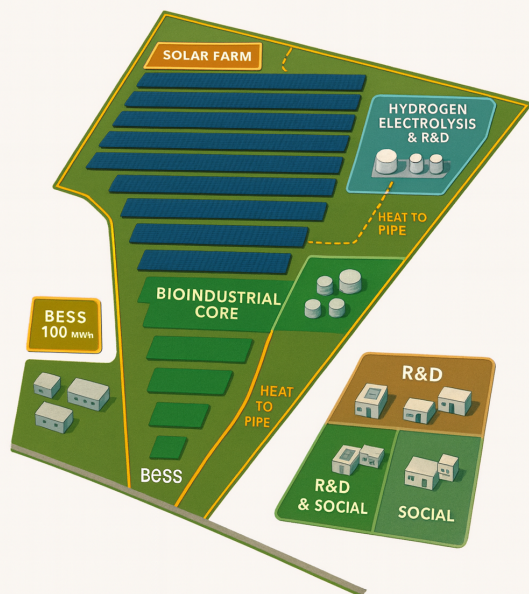 SOLAR FARM
HYDROGEN
ELECTROLYSIS
& R&D
HEAT TO
PIPE
BIOINDUSTRIAL
CORE
BESS
100 MWh
HEAT
TO
PIPE
R&D
BESS
R&D
& SOCIAL
SOCIAL